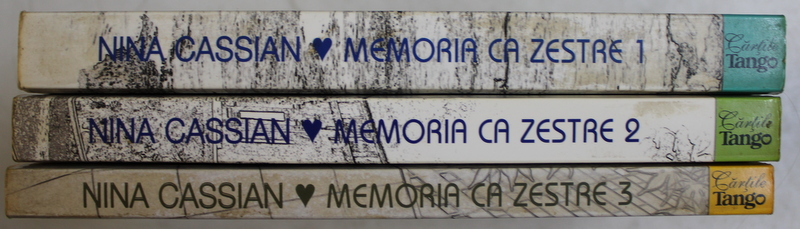 NINA CASSIAN ♥ MEMORIA CA ZESTRE 1
Cărțile
Tango
NINA CASSIAN ♥ MEMORIA CA ZESTRE 2
Cărțile
Tango
NINA CASSIAN ♥ MEMORIA CA ZESTRE 3
Cărțile
Tango